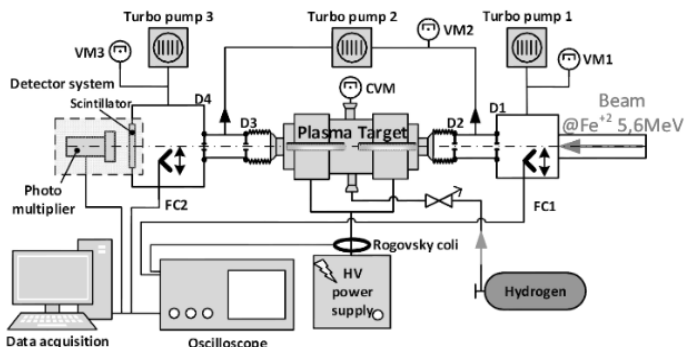 Turbo pump 3
Turbo pump 2
Turbo pump 1
VM3
VM2
VM1
Detector system
Scintillator
D4
D3
CVM
D2
D1
Beam
@Fe⁺² 5,6MeV
Plasma Target
Photo
multiplier
FC2
FC1
Rogovsky coli
HV
power
supply
Hydrogen
Data acquisition
Oscilloscope